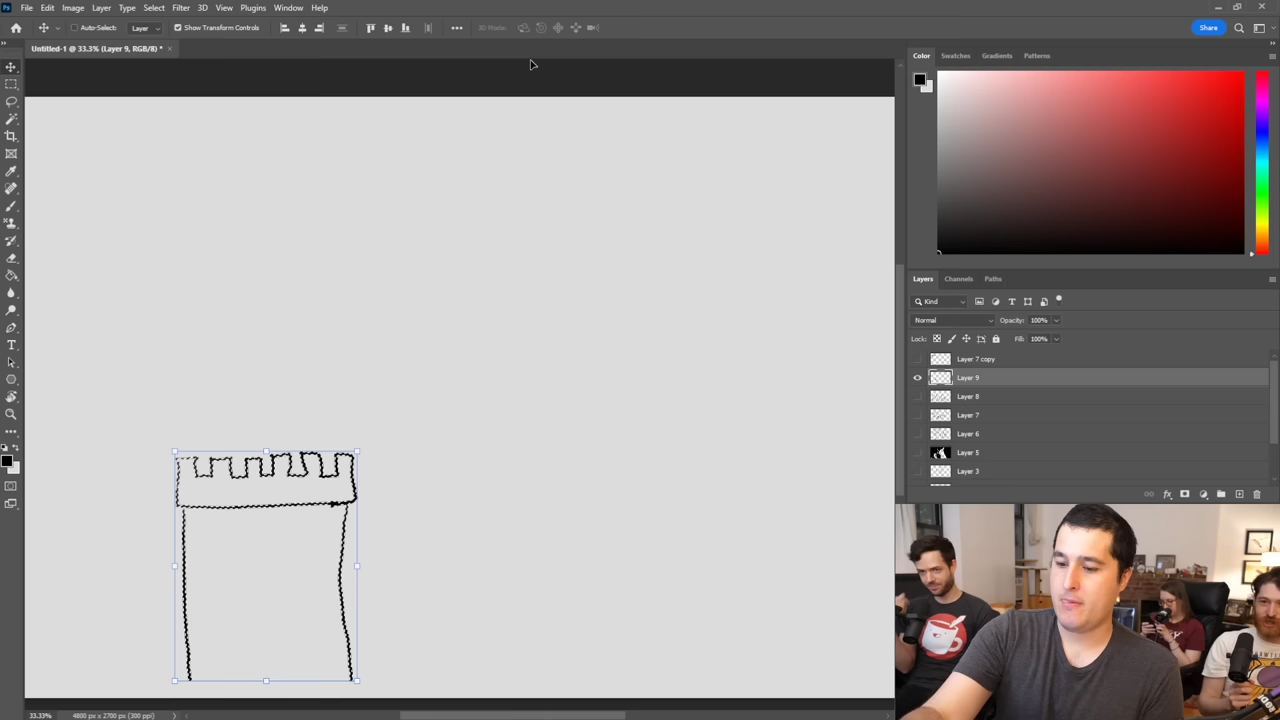 Ps File Edit Image Layer Type Select Filter 3D View Plugins Window Help
Auto-Select: Layer Show Transform Controls 3D Mode: Share
Untitled-1 @ 33.3% (Layer 9, RGB/8) *
Color Swatches Gradients Patterns
Layers Channels Paths
Kind
Normal Opacity: 100%
Lock: Fill: 100%
Layer 7 copy
Layer 9
Layer 8
Layer 7
Layer 6
Layer 5
Layer 3
33.33% 4800 px x 2700 px (300 ppi)